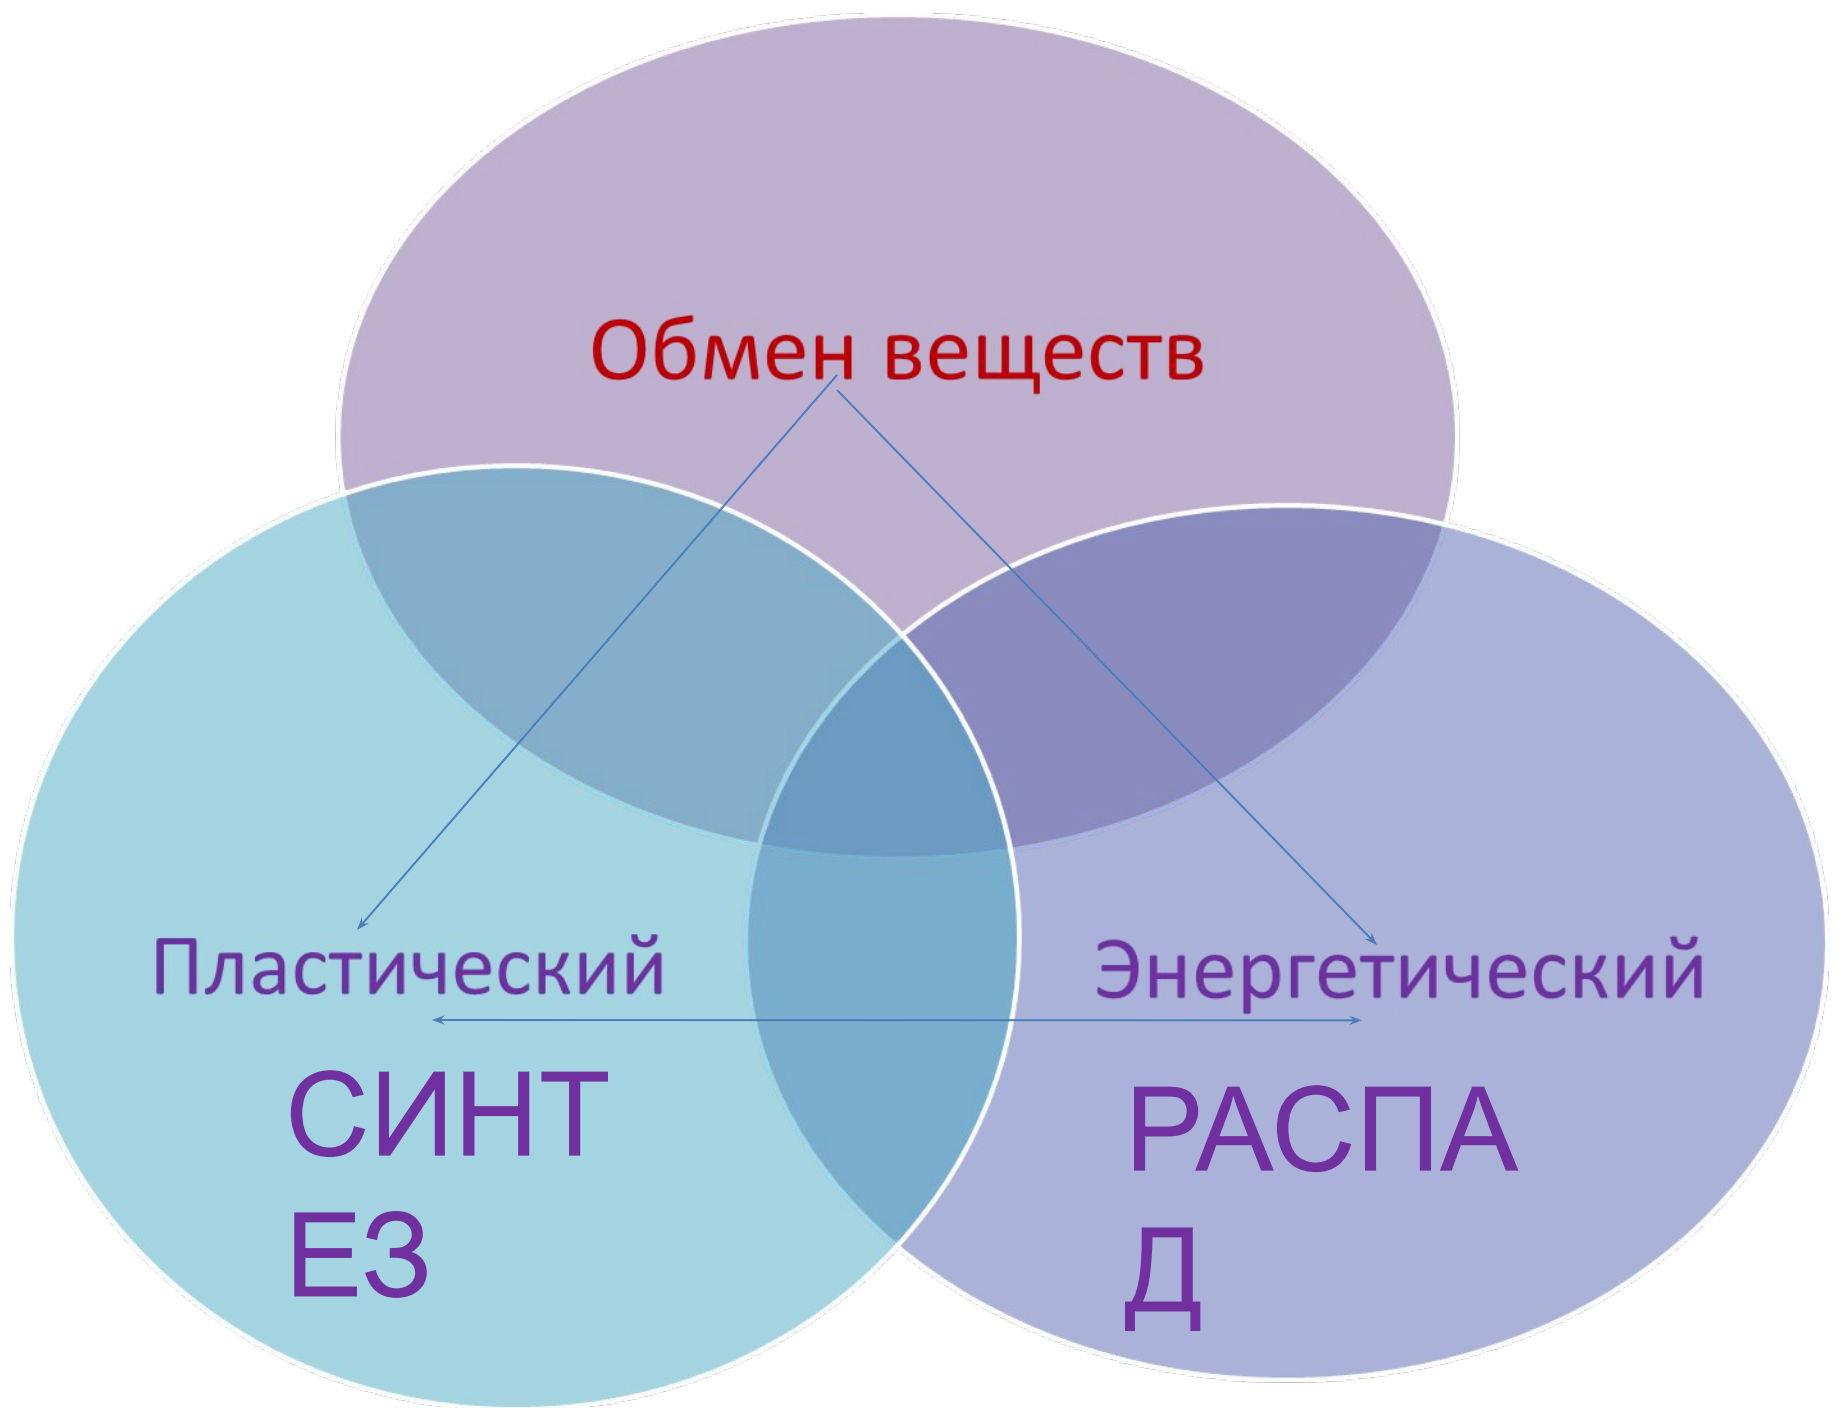 Обмен веществ
Пластический
Энергетический
СИНТ
ЕЗ
РАСПА
Д